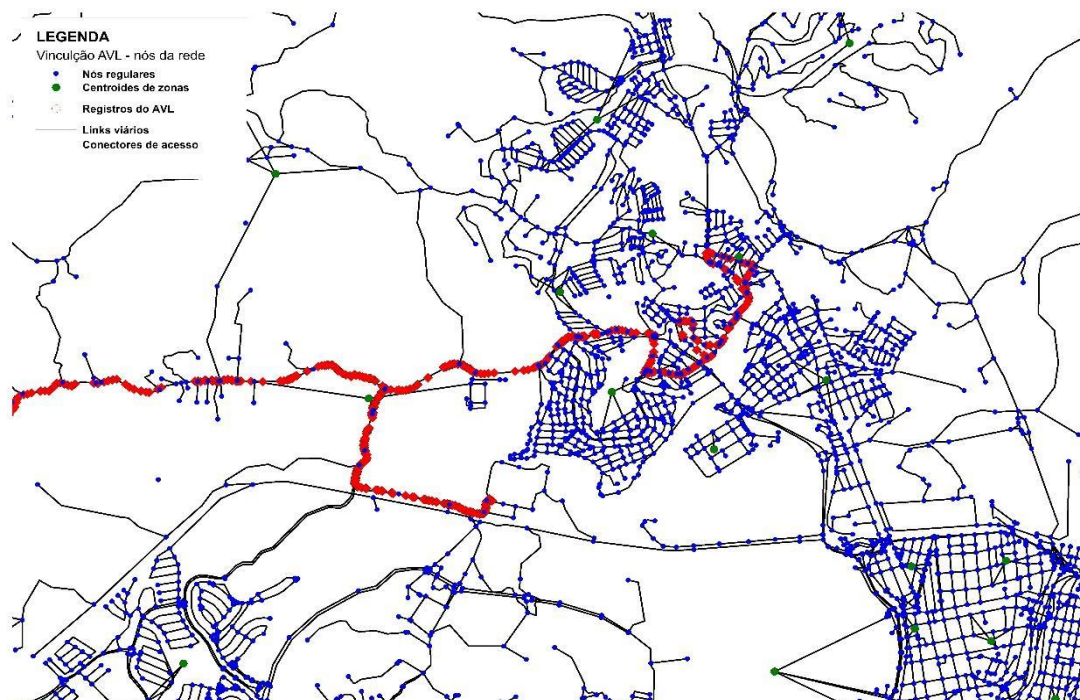 LEGENDA
Vinculção AVL - nós da rede
Nós regulares
Centroides de zonas
Registros do AVL
Links viários
Conectores de acesso